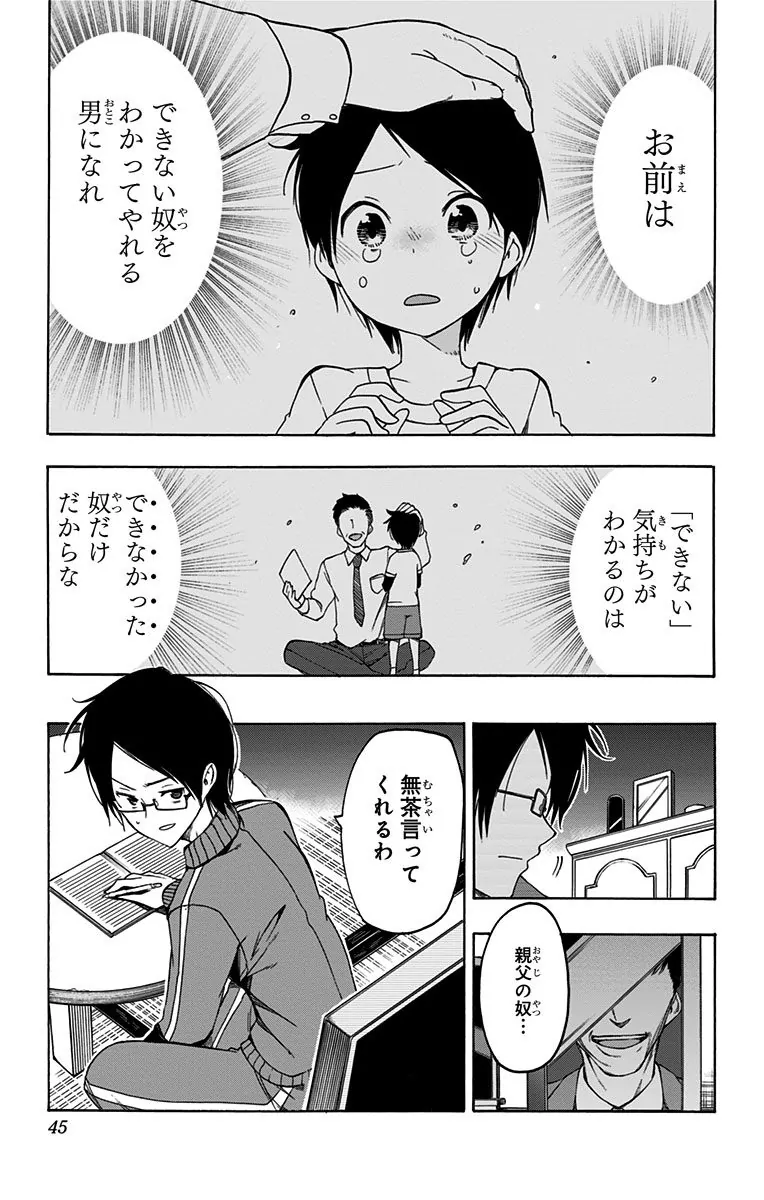 お前は
できない奴を
わかってやれる
男になれ
「できない」
気持ちが
わかるのは
できなかった
奴だけ
だからな
親父の奴…
無茶言って
くれるわ
45